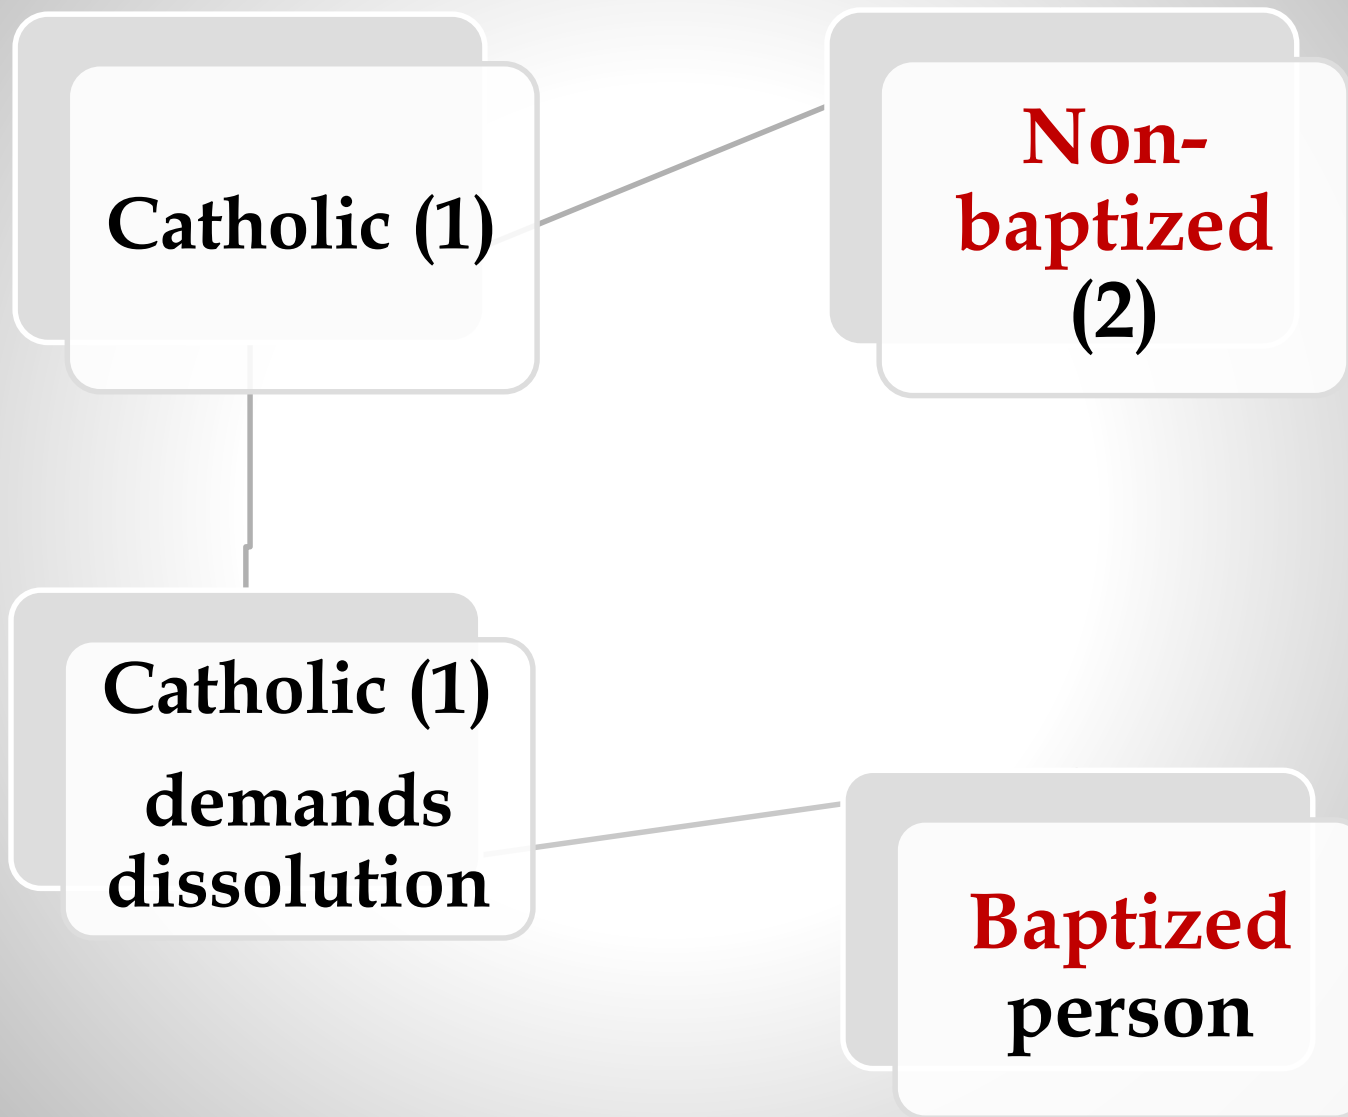 Catholic (1)
Non-
baptized
(2)
Catholic (1)
demands
dissolution
Baptized
person